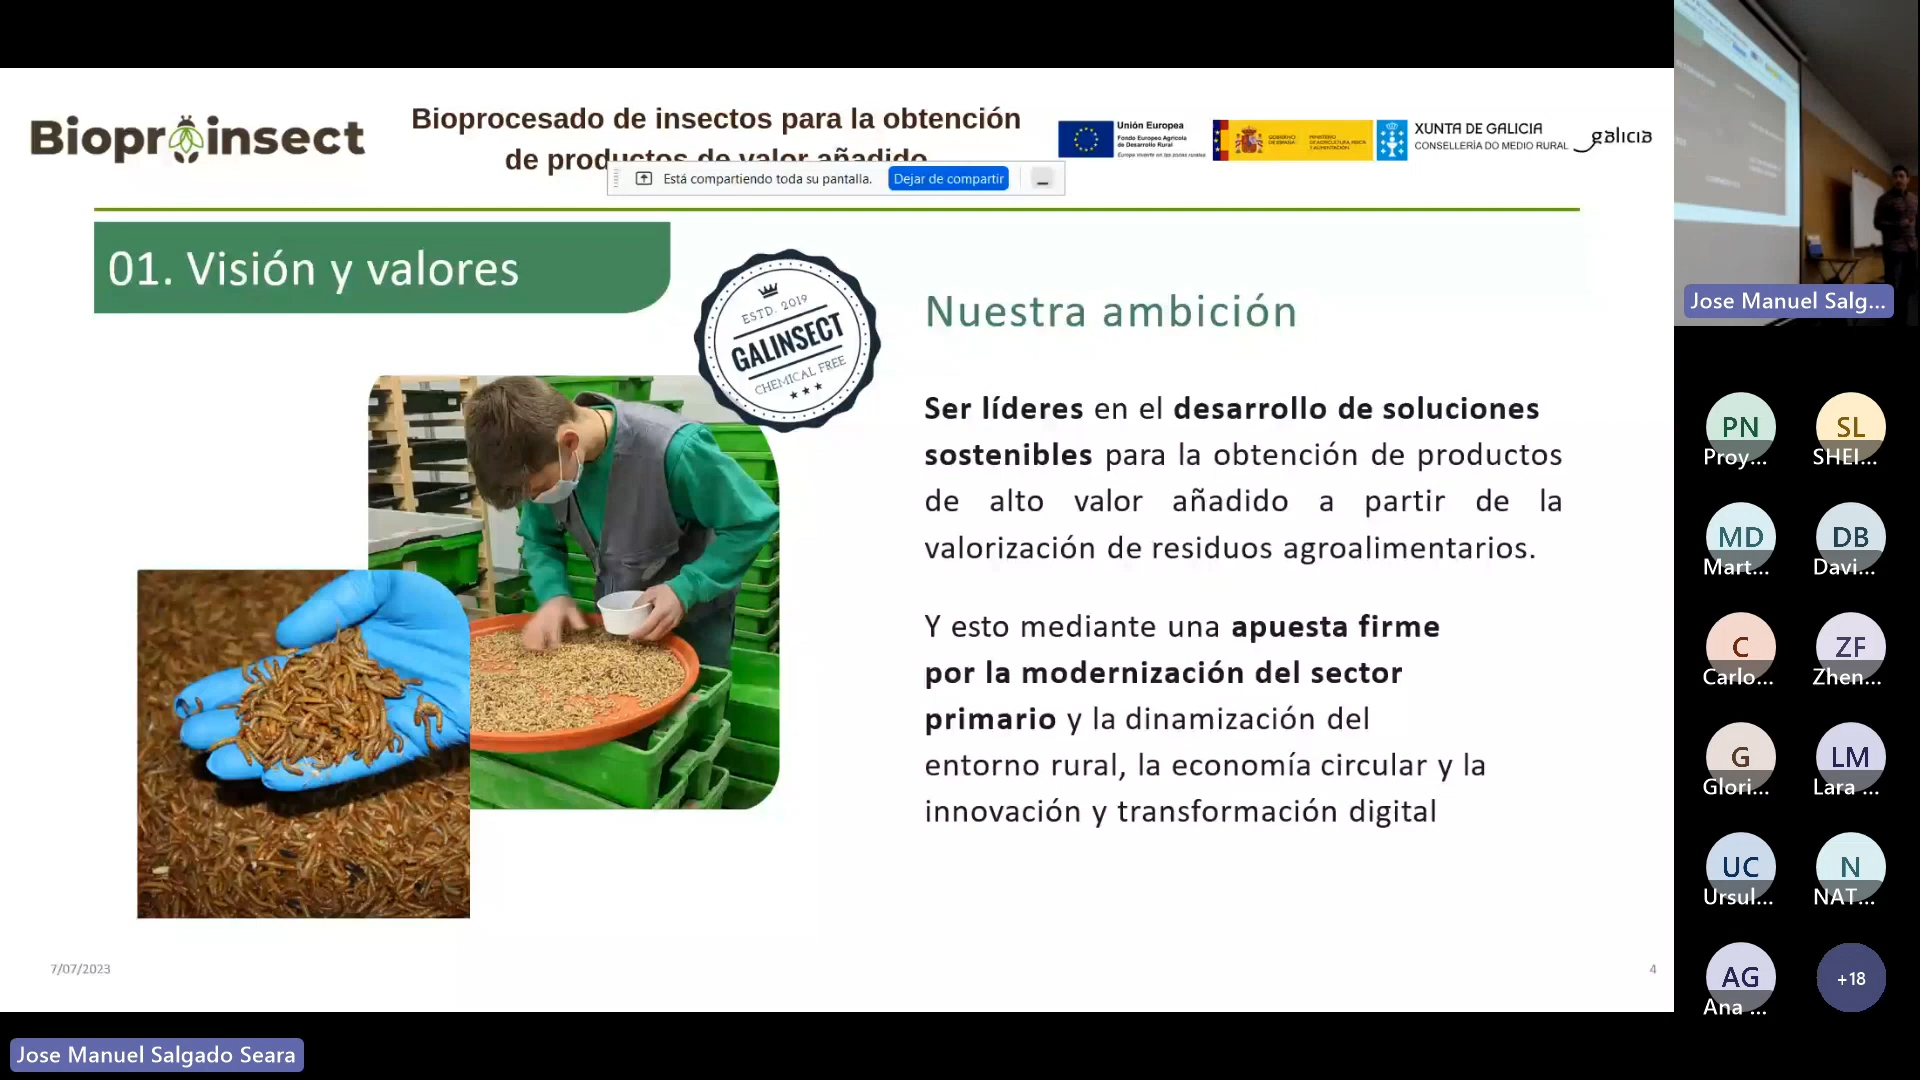 Bioproinsect
Bioprocesado de insectos para la obtención
de productos de valor añadido
Unión Europea
Fondo Europeo Agrícola
de Desarrollo Rural
Europe invierte en las zonas rurales
GOBIERNO
DE ESPAÑA
MINISTERIO
DE AGRICULTURA, PESCA
Y ALIMENTACIÓN
XUNTA DE GALICIA
CONSELLERÍA DO MEDIO RURAL
galicia
Está compartiendo toda su pantalla.
Dejar de compartir
01. Visión y valores
ESTD. 2019
GALINSECT
CHEMICAL FREE
Nuestra ambición
Ser líderes en el desarrollo de soluciones
sostenibles para la obtención de productos
de alto valor añadido a partir de la
valorización de residuos agroalimentarios.
Y esto mediante una apuesta firme
por la modernización del sector
primario y la dinamización del
entorno rural, la economía circular y la
innovación y transformación digital
7/07/2023
4
Jose Manuel Salgado Seara
Jose Manuel Salg...
PN
Proy...
SL
SHEI...
MD
Mart...
DB
Davi...
C
Carlo...
ZF
Zhen...
G
Glori...
LM
Lara ...
UC
Ursul...
N
NAT...
AG
Ana ...
+18